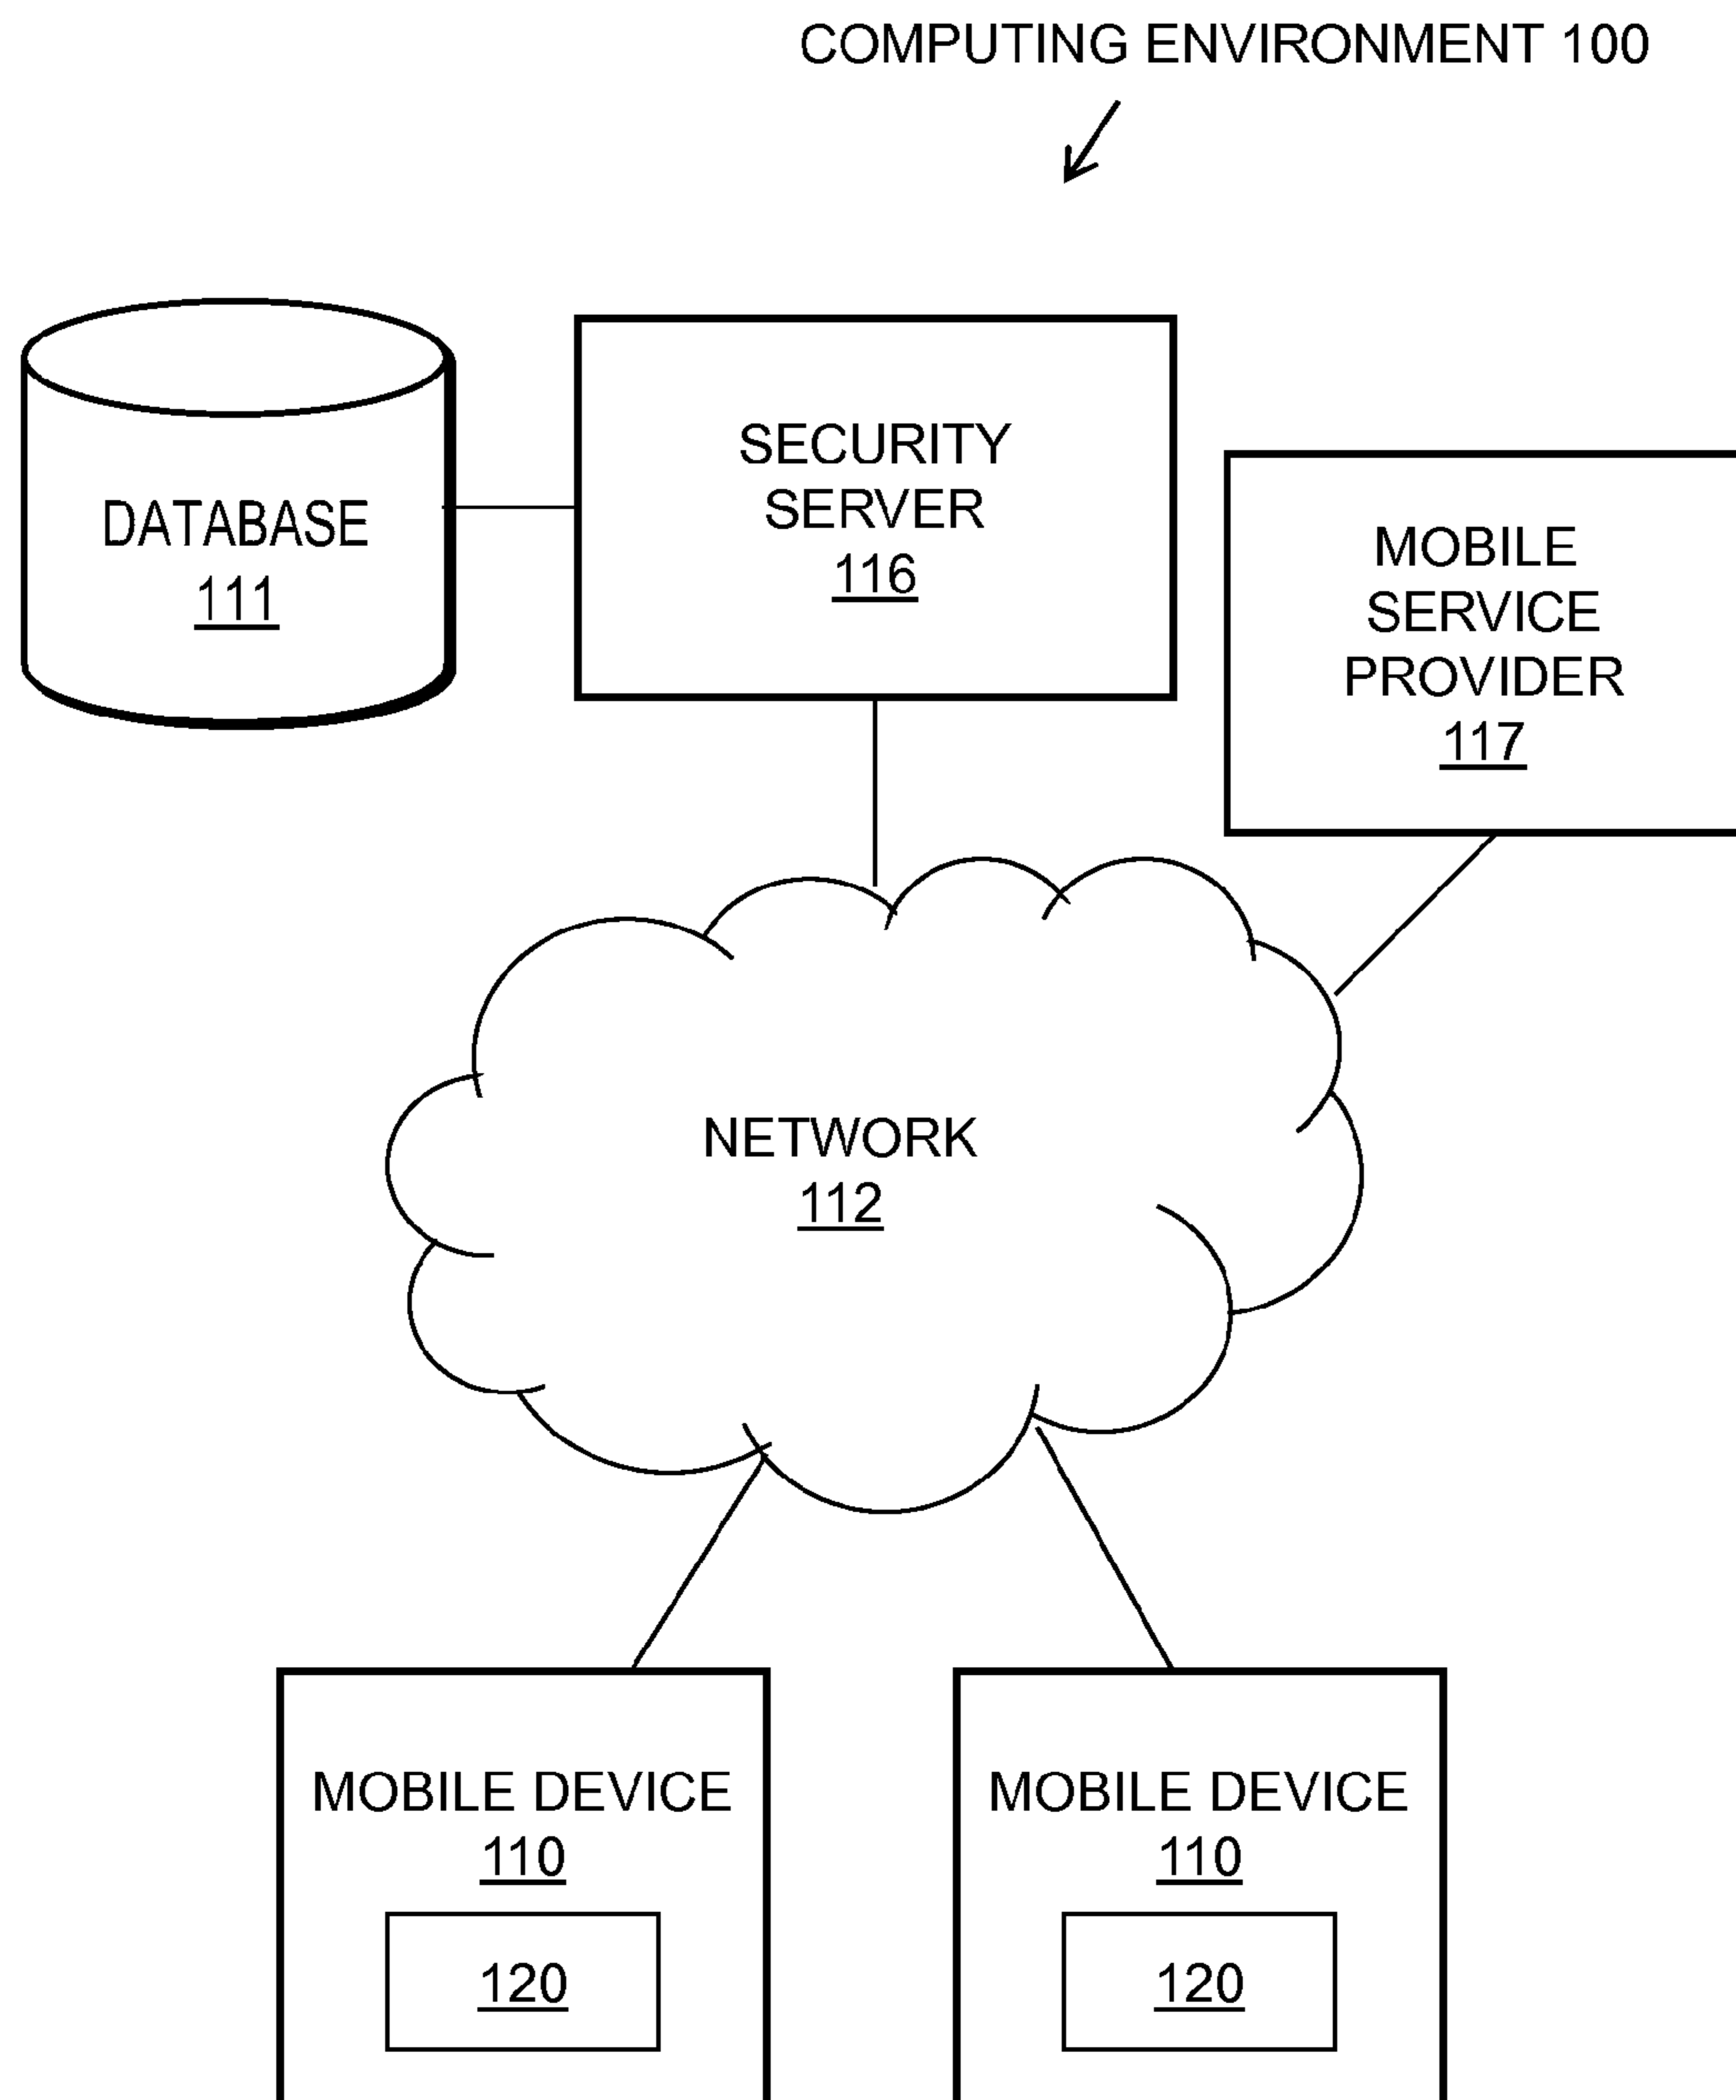 COMPUTING ENVIRONMENT 100
DATABASE
111
SECURITY
SERVER
116
MOBILE
SERVICE
PROVIDER
117
NETWORK
112
MOBILE DEVICE
110
120
MOBILE DEVICE
110
120